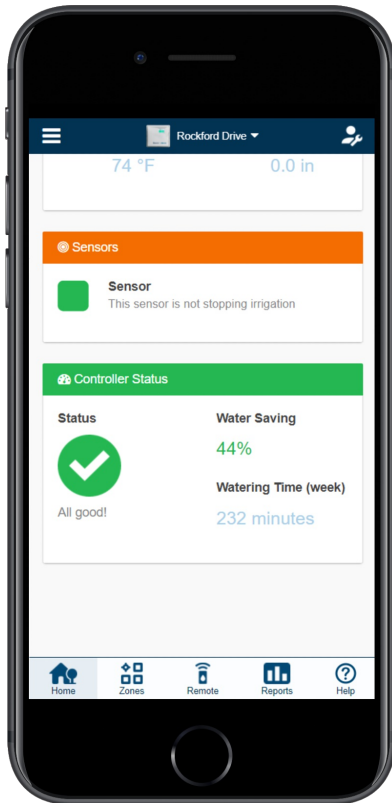 Rockford Drive
74 °F
0.0 in
Sensors
Sensor
This sensor is not stopping irrigation
Controller Status
Status
Water Saving
44%
Watering Time (week)
All good!
232 minutes
Home
Zones
Remote
Reports
Help